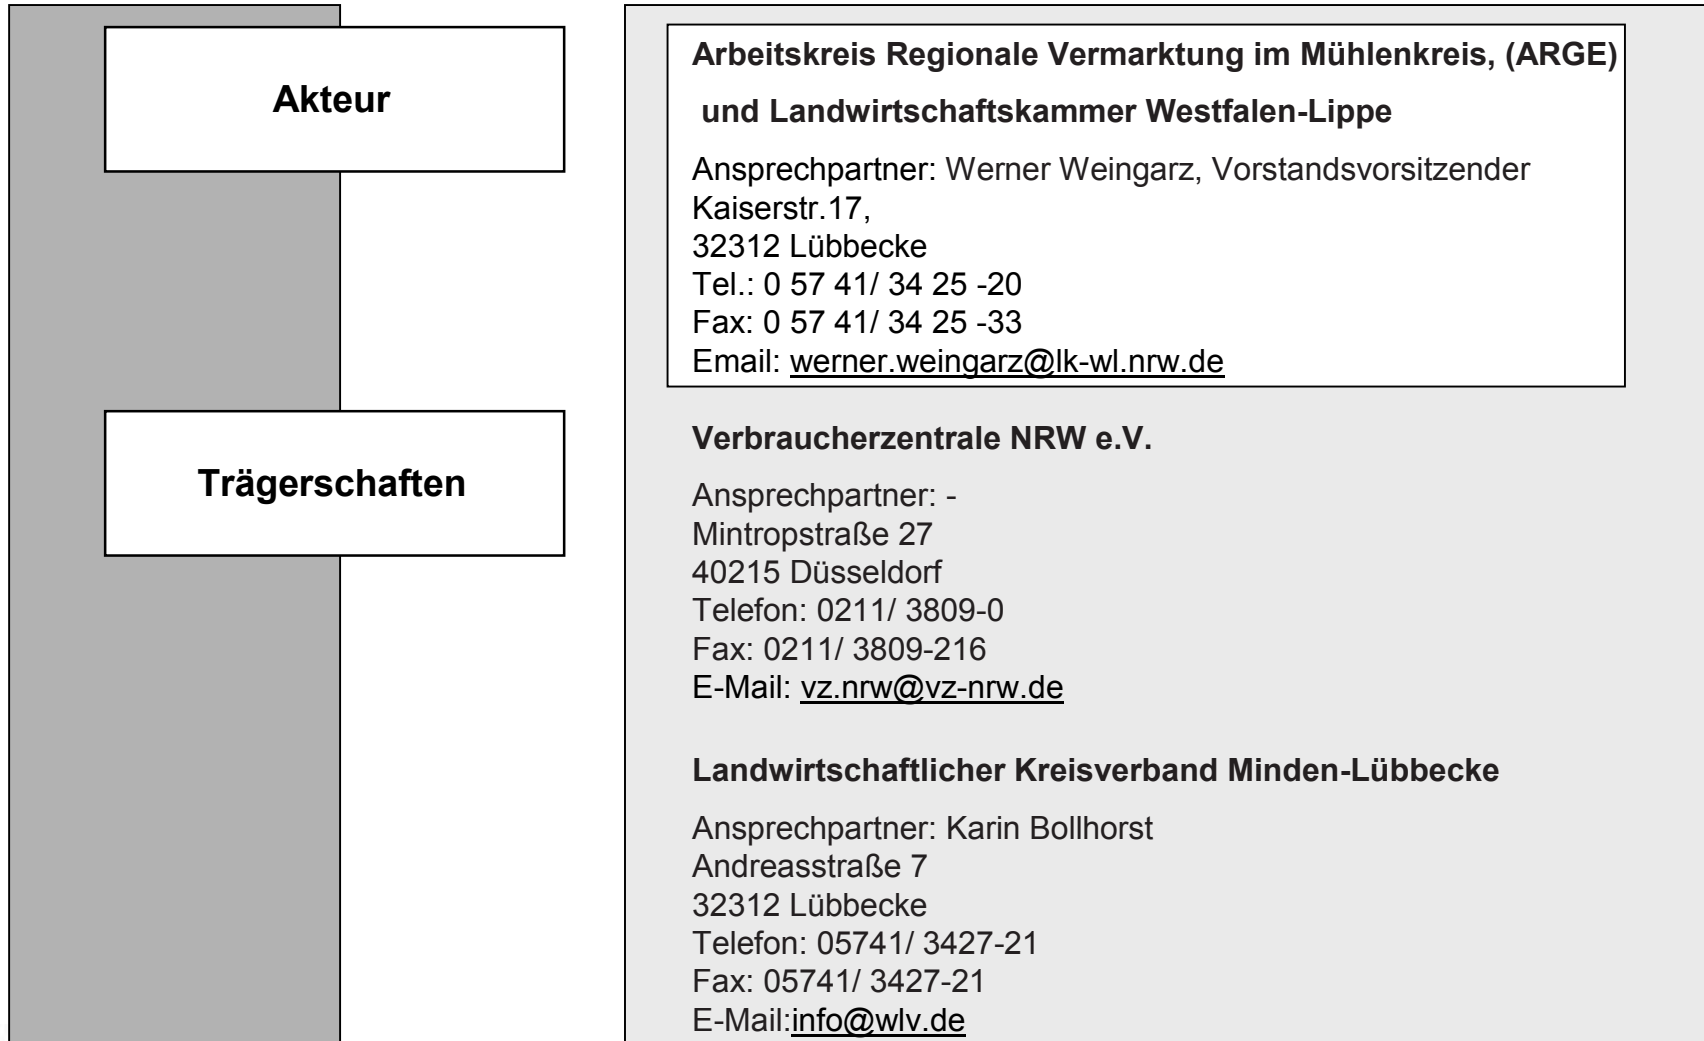 Akteur
Arbeitskreis Regionale Vermarktung im Mühlenkreis, (ARGE)
und Landwirtschaftskammer Westfalen-Lippe
Ansprechpartner: Werner Weingarz, Vorstandsvorsitzender
Kaiserstr.17,
32312 Lübbecke
Tel.: 0 57 41/ 34 25 -20
Fax: 0 57 41/ 34 25 -33
Email: werner.weingarz@lk-wl.nrw.de
Trägerschaften
Verbraucherzentrale NRW e.V.
Ansprechpartner: -
Mintropstraße 27
40215 Düsseldorf
Telefon: 0211/ 3809-0
Fax: 0211/ 3809-216
E-Mail: vz.nrw@vz-nrw.de
Landwirtschaftlicher Kreisverband Minden-Lübbecke
Ansprechpartner: Karin Bollhorst
Andreasstraße 7
32312 Lübbecke
Telefon: 05741/ 3427-21
Fax: 05741/ 3427-21
E-Mail:info@wlv.de